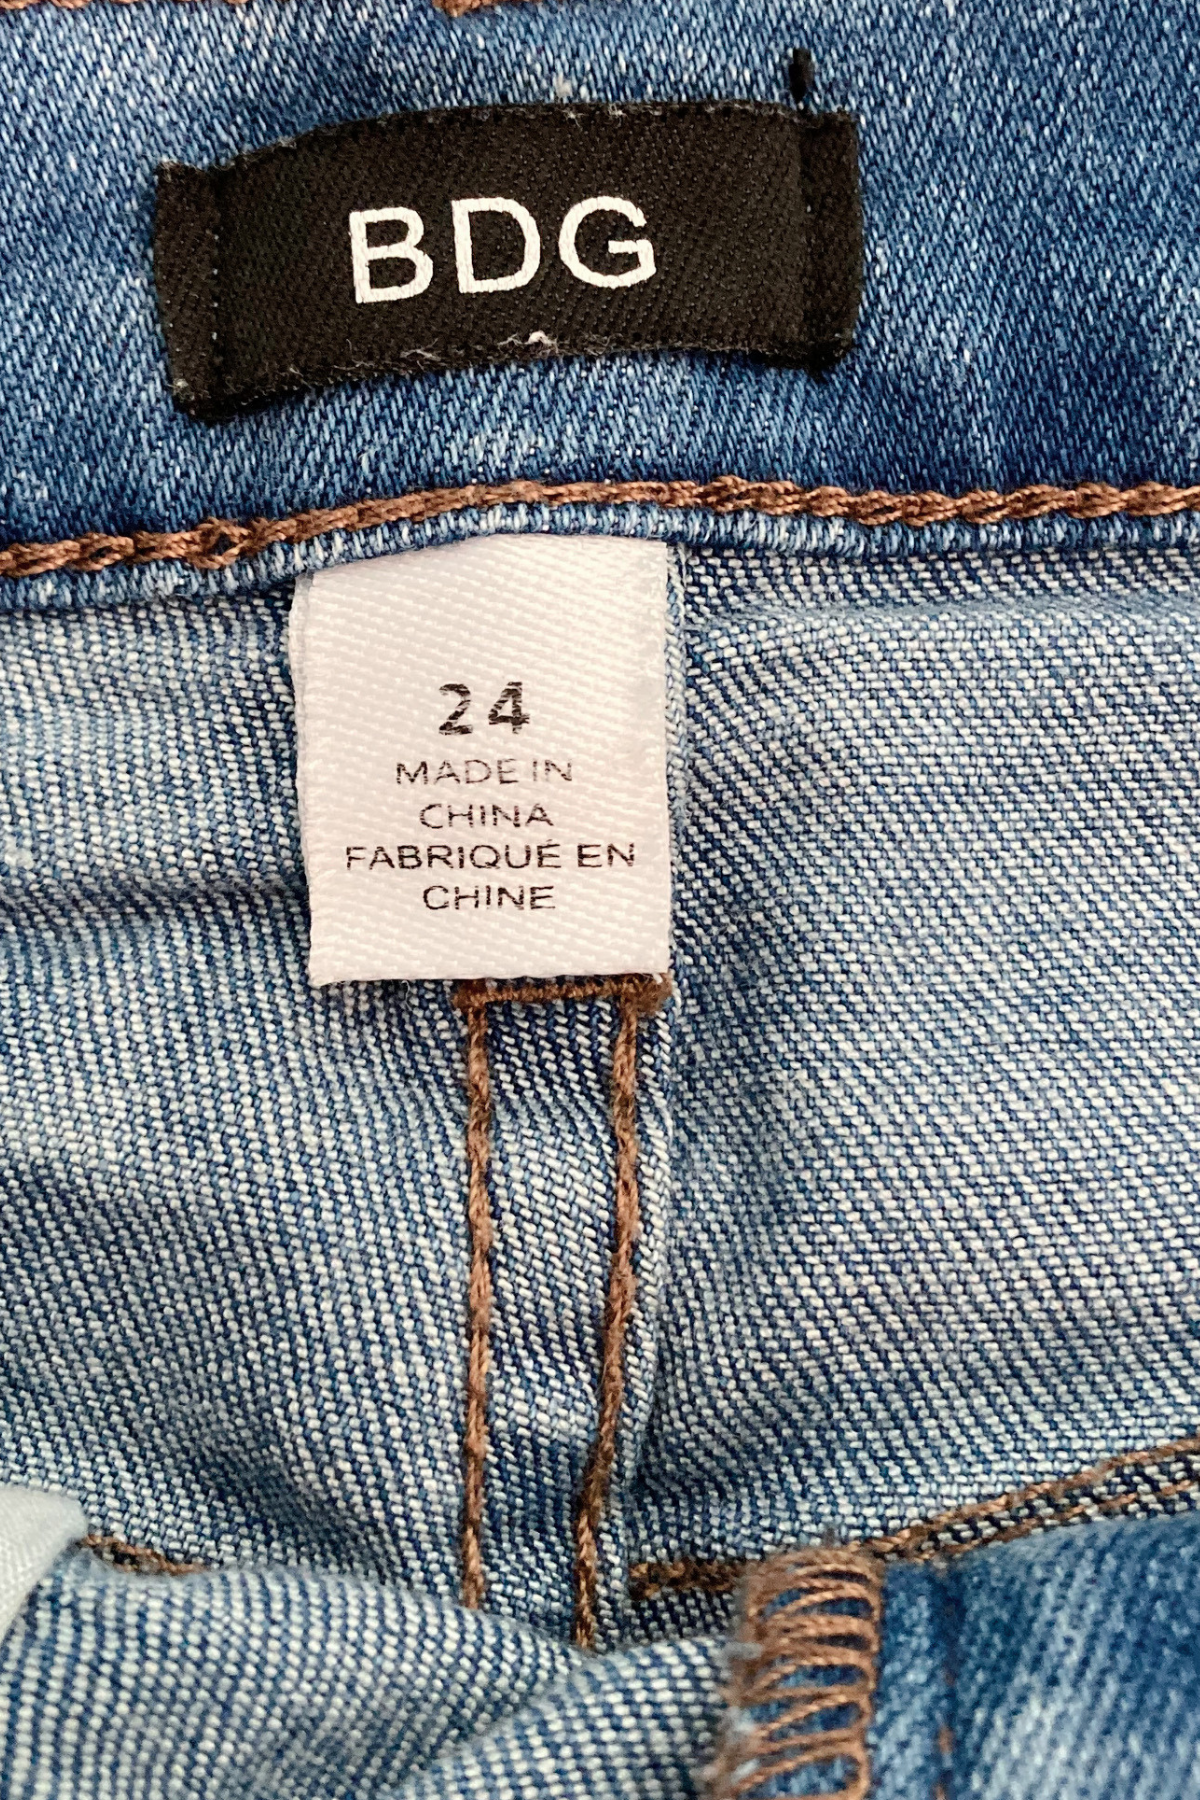 BDG
24
MADE IN
CHINA
FABRIQUÉ EN
CHINE